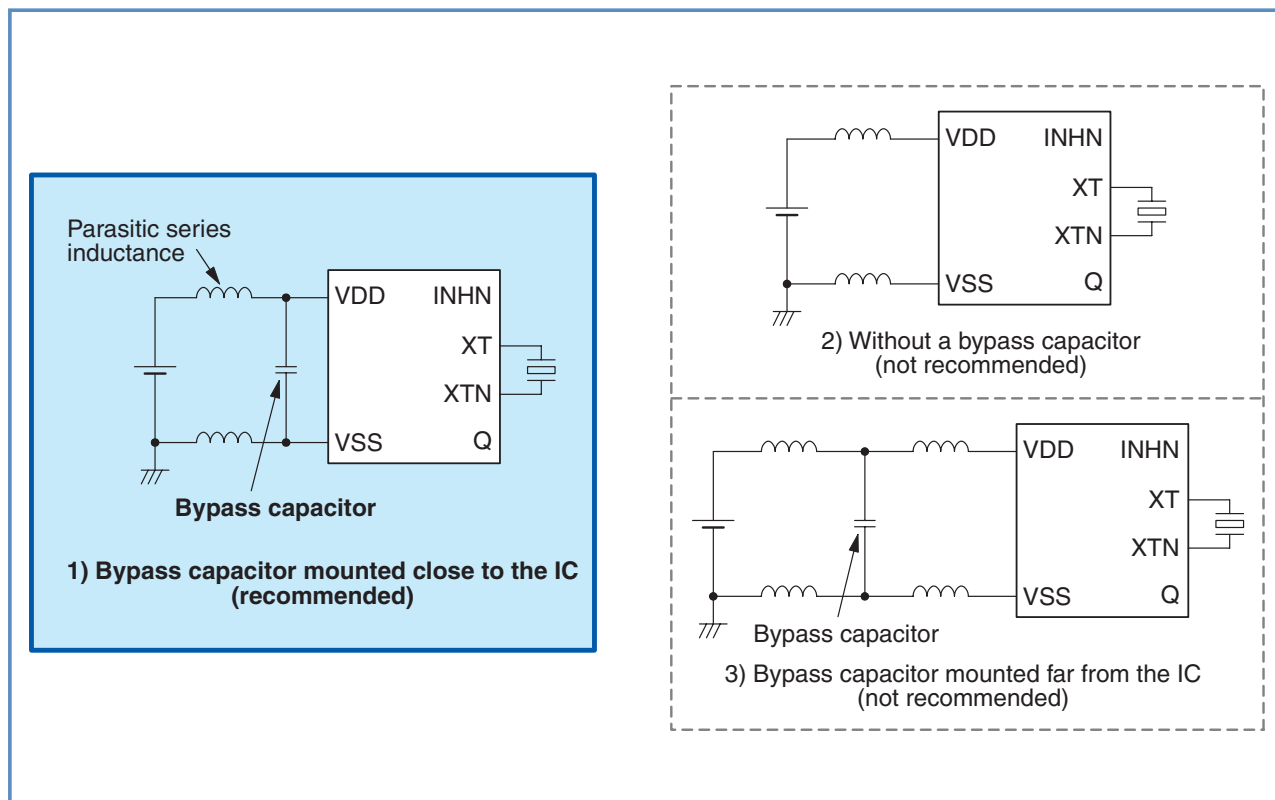 Parasitic series
inductance
VDD
INHN
XT
XTN
VSS
Q
Bypass capacitor
1) Bypass capacitor mounted close to the IC
(recommended)
VDD
INHN
XT
XTN
VSS
Q
2) Without a bypass capacitor
(not recommended)
VDD
INHN
XT
XTN
VSS
Q
Bypass capacitor
3) Bypass capacitor mounted far from the IC
(not recommended)